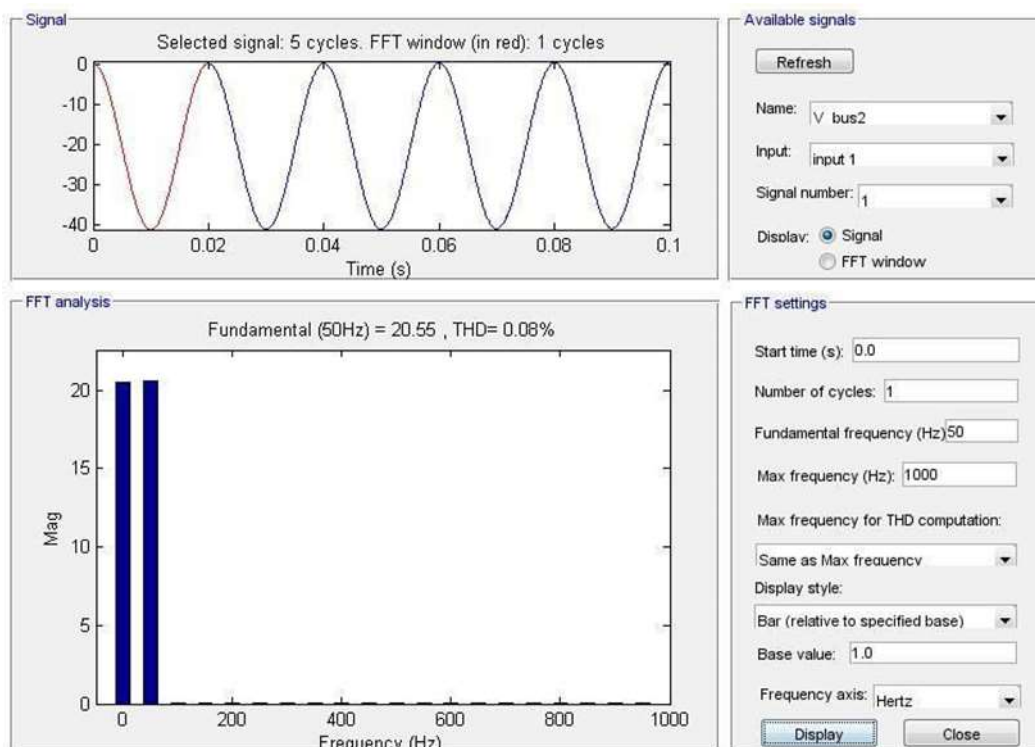 Signal
Selected signal: 5 cycles. FFT window (in red): 1 cycles
0
-10
-20
-30
-40
0 0.02 0.04 0.06 0.08 0.1
Time (s)
Available signals
Refresh
Name: V bus2
Input: input 1
Signal number: 1
Display: Signal
FFT window
FFT analysis
Fundamental (50Hz) = 20.55 , THD= 0.08%
Mag
20
15
10
5
0
0 200 400 600 800 1000
Frequency (Hz)
FFT settings
Start time (s): 0.0
Number of cycles: 1
Fundamental frequency (Hz) 50
Max frequency (Hz): 1000
Max frequency for THD computation:
Same as Max frequency
Display style:
Bar (relative to specified base)
Base value: 1.0
Frequency axis: Hertz
Display Close